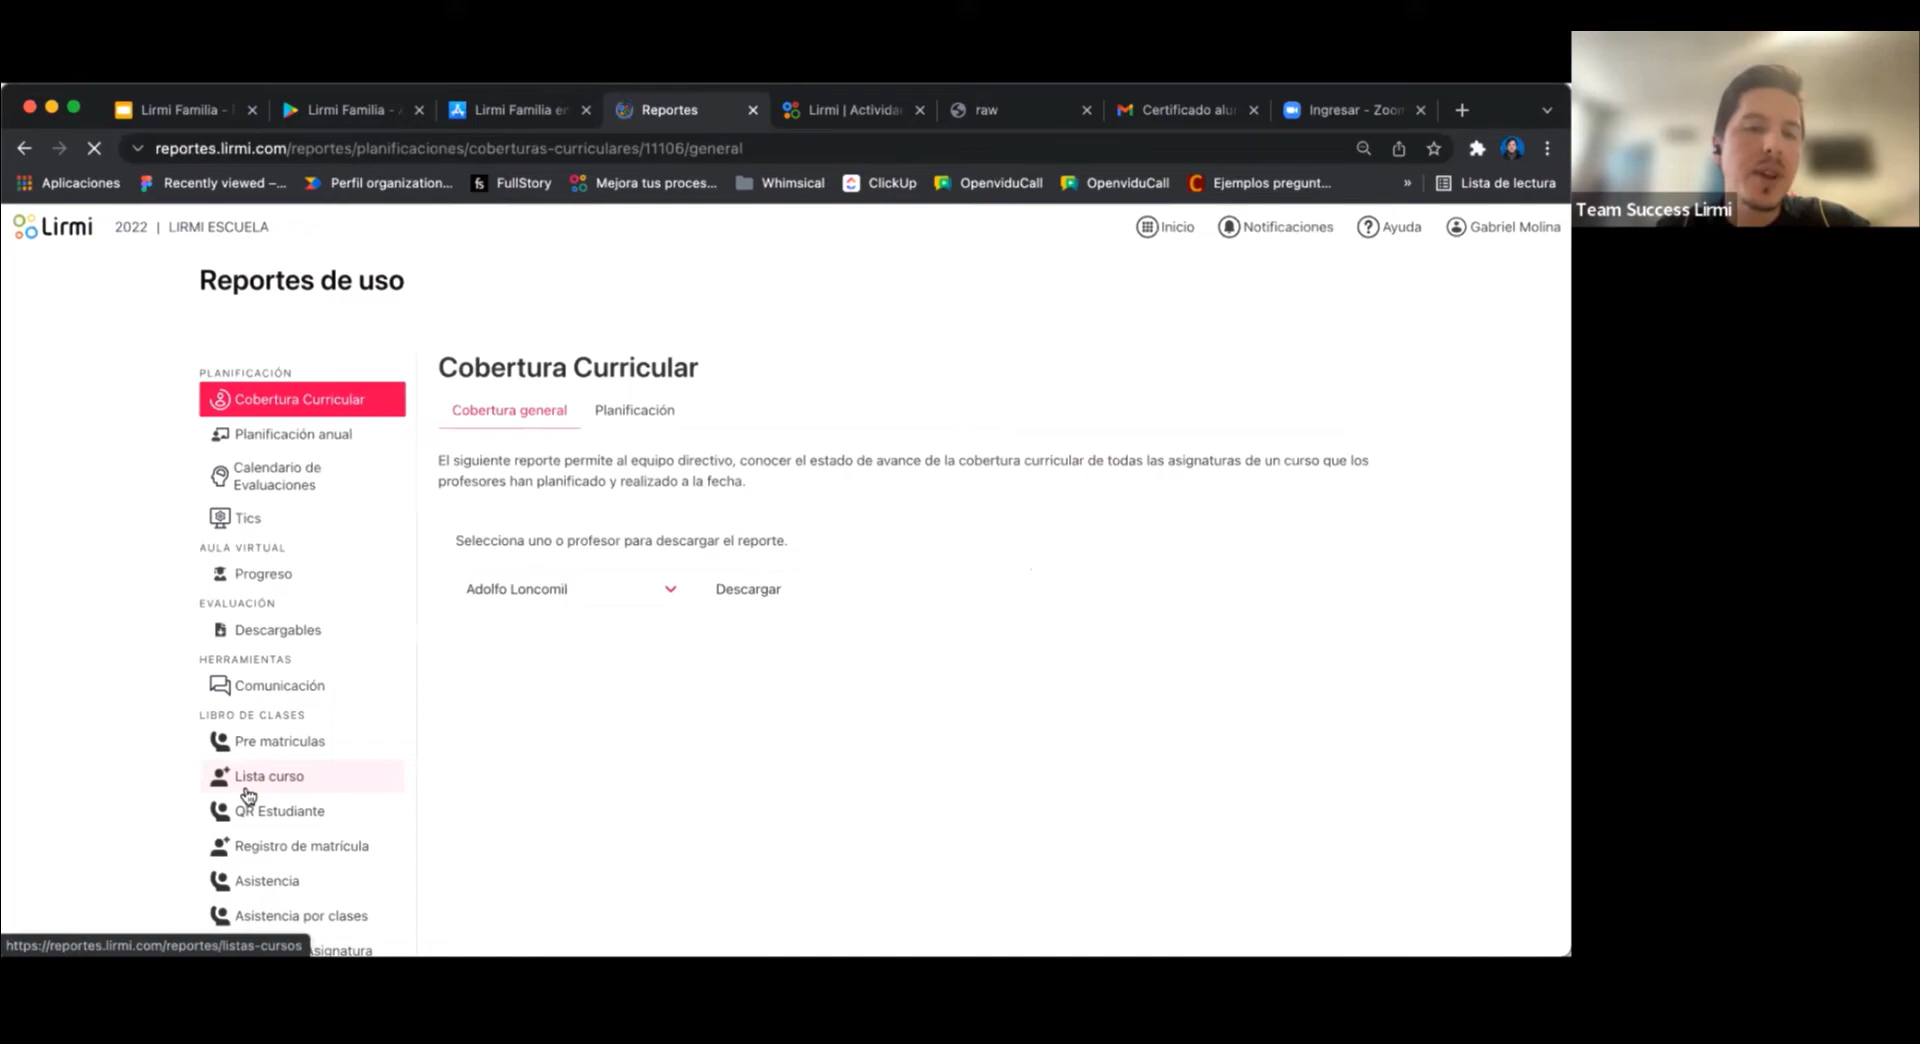 Lirmi Familia -
Lirmi Familia -
Lirmi Familia en
Reportes
Lirmi | Activida
raw
Certificado alu
Ingresar - Zoom
reportes.lirmi.com/reportes/planificaciones/coberturas-curriculares/11106/general
Aplicaciones
Recently viewed –...
Perfil organization...
fs FullStory
Mejora tus proces...
Whimsical
ClickUp
OpenviduCall
OpenviduCall
C Ejemplos pregunt...
»
Lista de lectura
Lirmi 2022 | LIRMI ESCUELA
Inicio
Notificaciones
Ayuda
Gabriel Molina
Team Success Lirmi
Reportes de uso
PLANIFICACIÓN
Cobertura Curricular
Planificación anual
Calendario de
Evaluaciones
Tics
AULA VIRTUAL
Progreso
EVALUACIÓN
Descargables
HERRAMIENTAS
Comunicación
LIBRO DE CLASES
Pre matriculas
Lista curso
QR Estudiante
Registro de matrícula
Asistencia
Asistencia por clases
Asignatura
https://reportes.lirmi.com/reportes/listas-cursos
Cobertura Curricular
Cobertura general
Planificación
El siguiente reporte permite al equipo directivo, conocer el estado de avance de la cobertura curricular de todas las asignaturas de un curso que los
profesores han planificado y realizado a la fecha.
Selecciona uno o profesor para descargar el reporte.
Adolfo Loncomil
Descargar